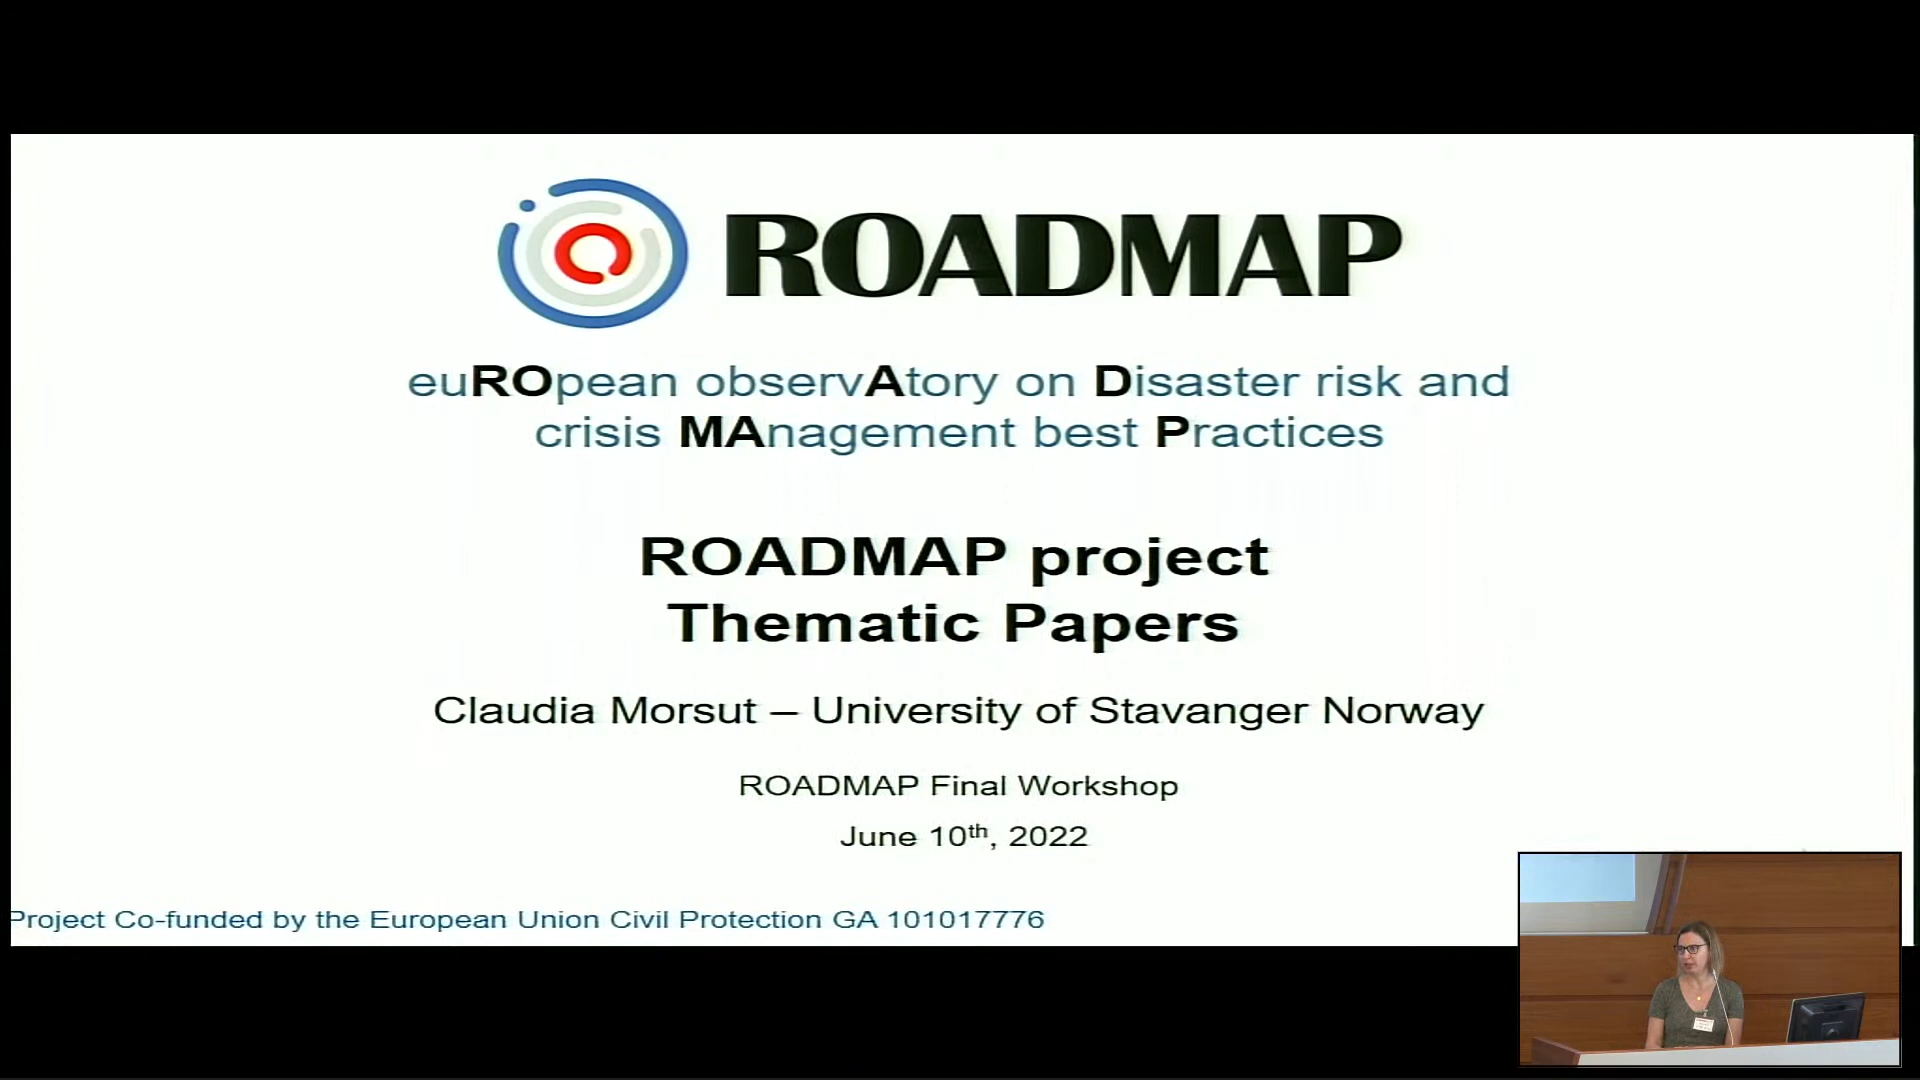 ROADMAP
euROpean observAtory on Disaster risk and
crisis MAnagement best Practices
ROADMAP project
Thematic Papers
Claudia Morsut – University of Stavanger Norway
ROADMAP Final Workshop
June 10th, 2022
Project Co-funded by the European Union Civil Protection GA 101017776